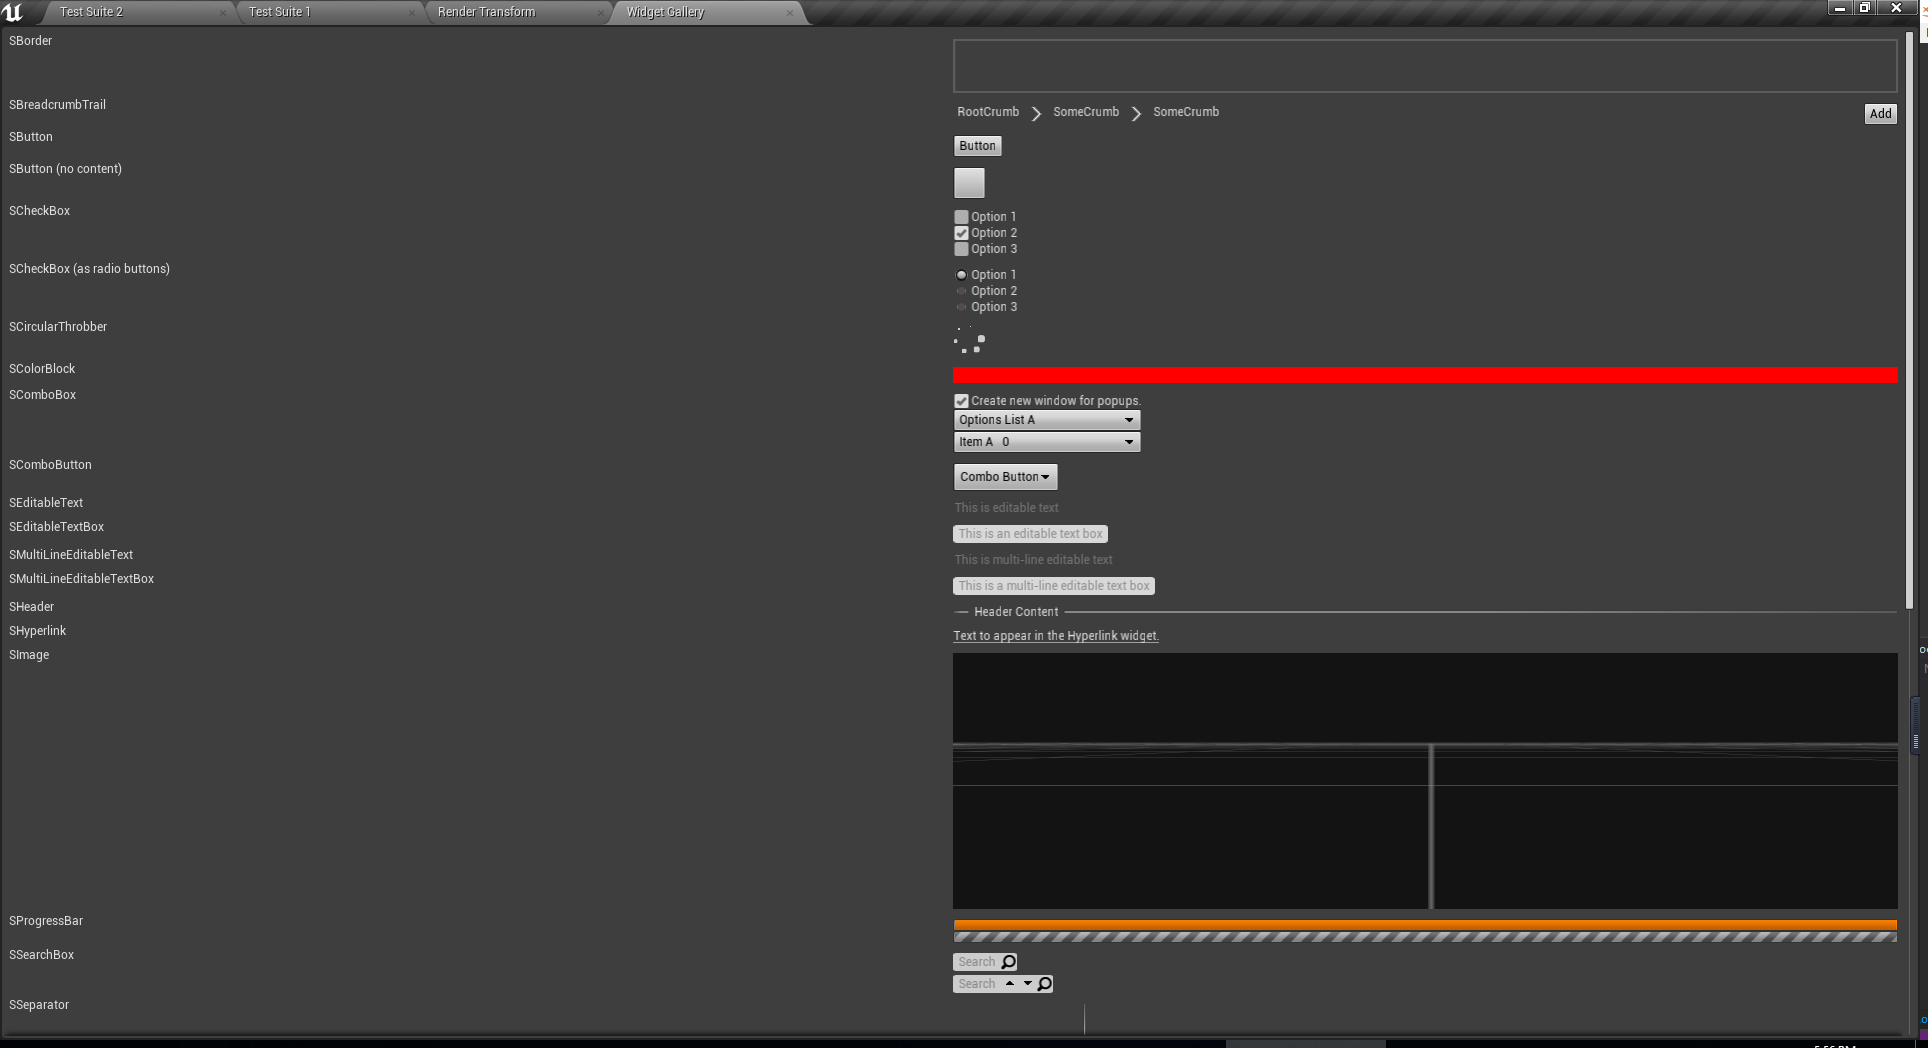 Test Suite 2
Test Suite 1
Render Transform
Widget Gallery
SBorder
SBreadcrumbTrail
RootCrumb
SomeCrumb
SomeCrumb
Add
SButton
Button
SButton (no content)
SCheckBox
Option 1
Option 2
Option 3
SCheckBox (as radio buttons)
Option 1
Option 2
Option 3
SCircularThrobber
SColorBlock
SComboBox
Create new window for popups.
Options List A
Item A 0
SComboButton
Combo Button
SEditableText
This is editable text
SEditableTextBox
This is an editable text box
SMultiLineEditableText
This is multi-line editable text
SMultiLineEditableTextBox
This is a multi-line editable text box
SHeader
Header Content
SHyperlink
Text to appear in the Hyperlink widget.
SImage
SProgressBar
SSearchBox
Search
Search
SSeparator